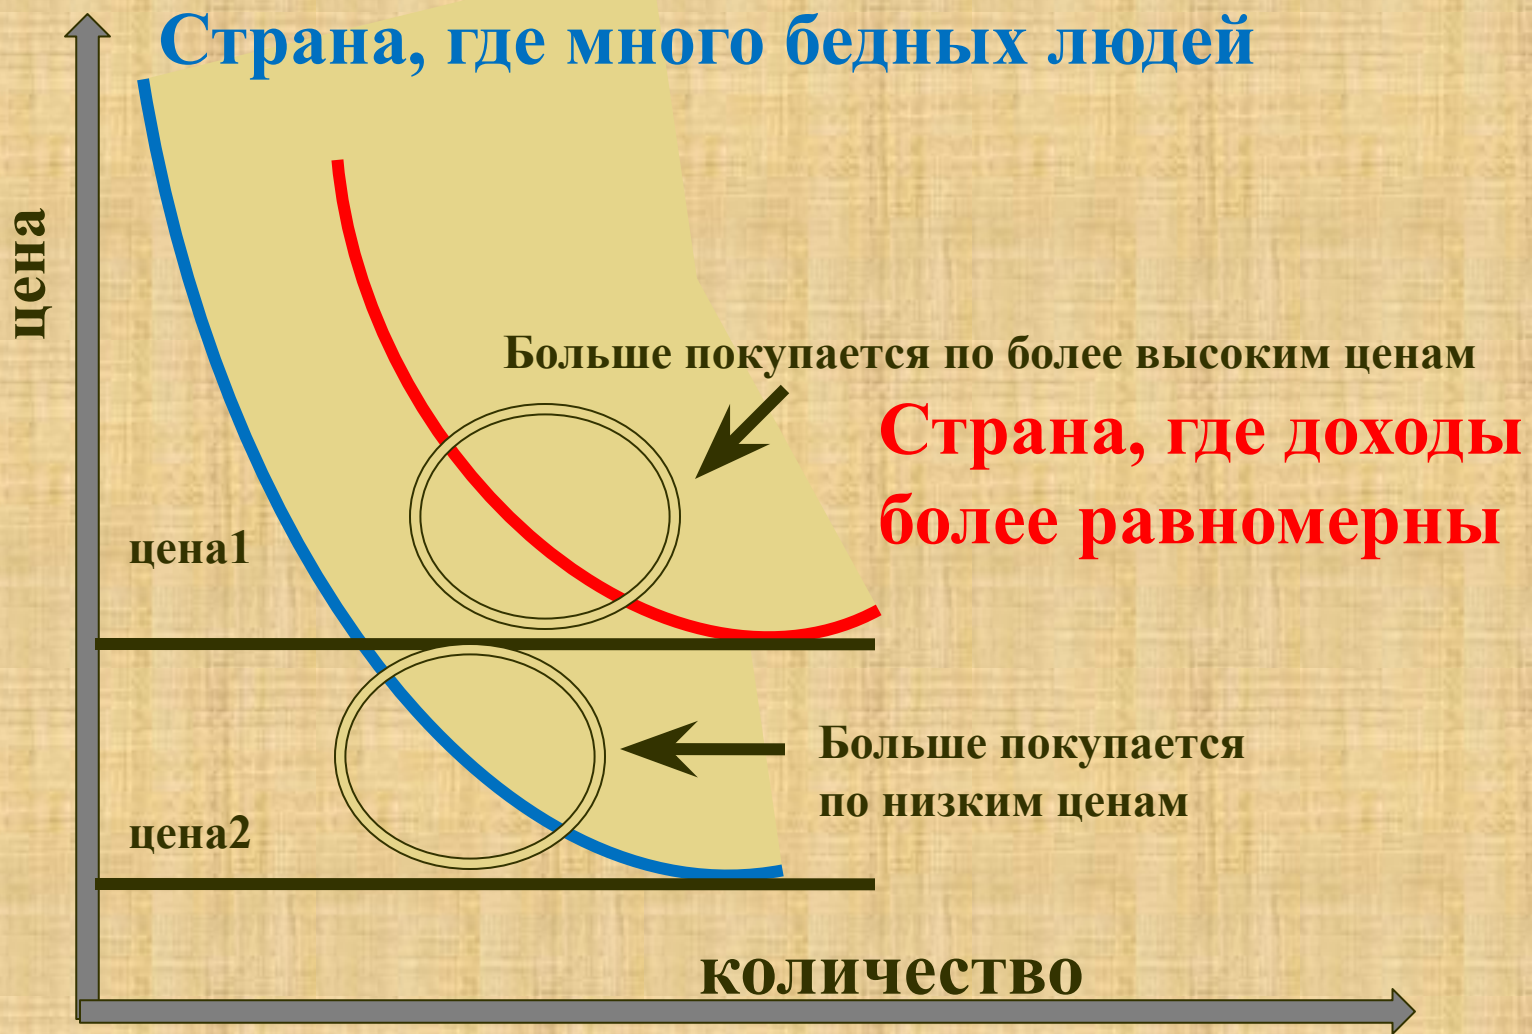 Страна, где много бедных людей
цена
Больше покупается по более высоким ценам
Страна, где доходы
более равномерны
цена1
Больше покупается
по низким ценам
цена2
количество